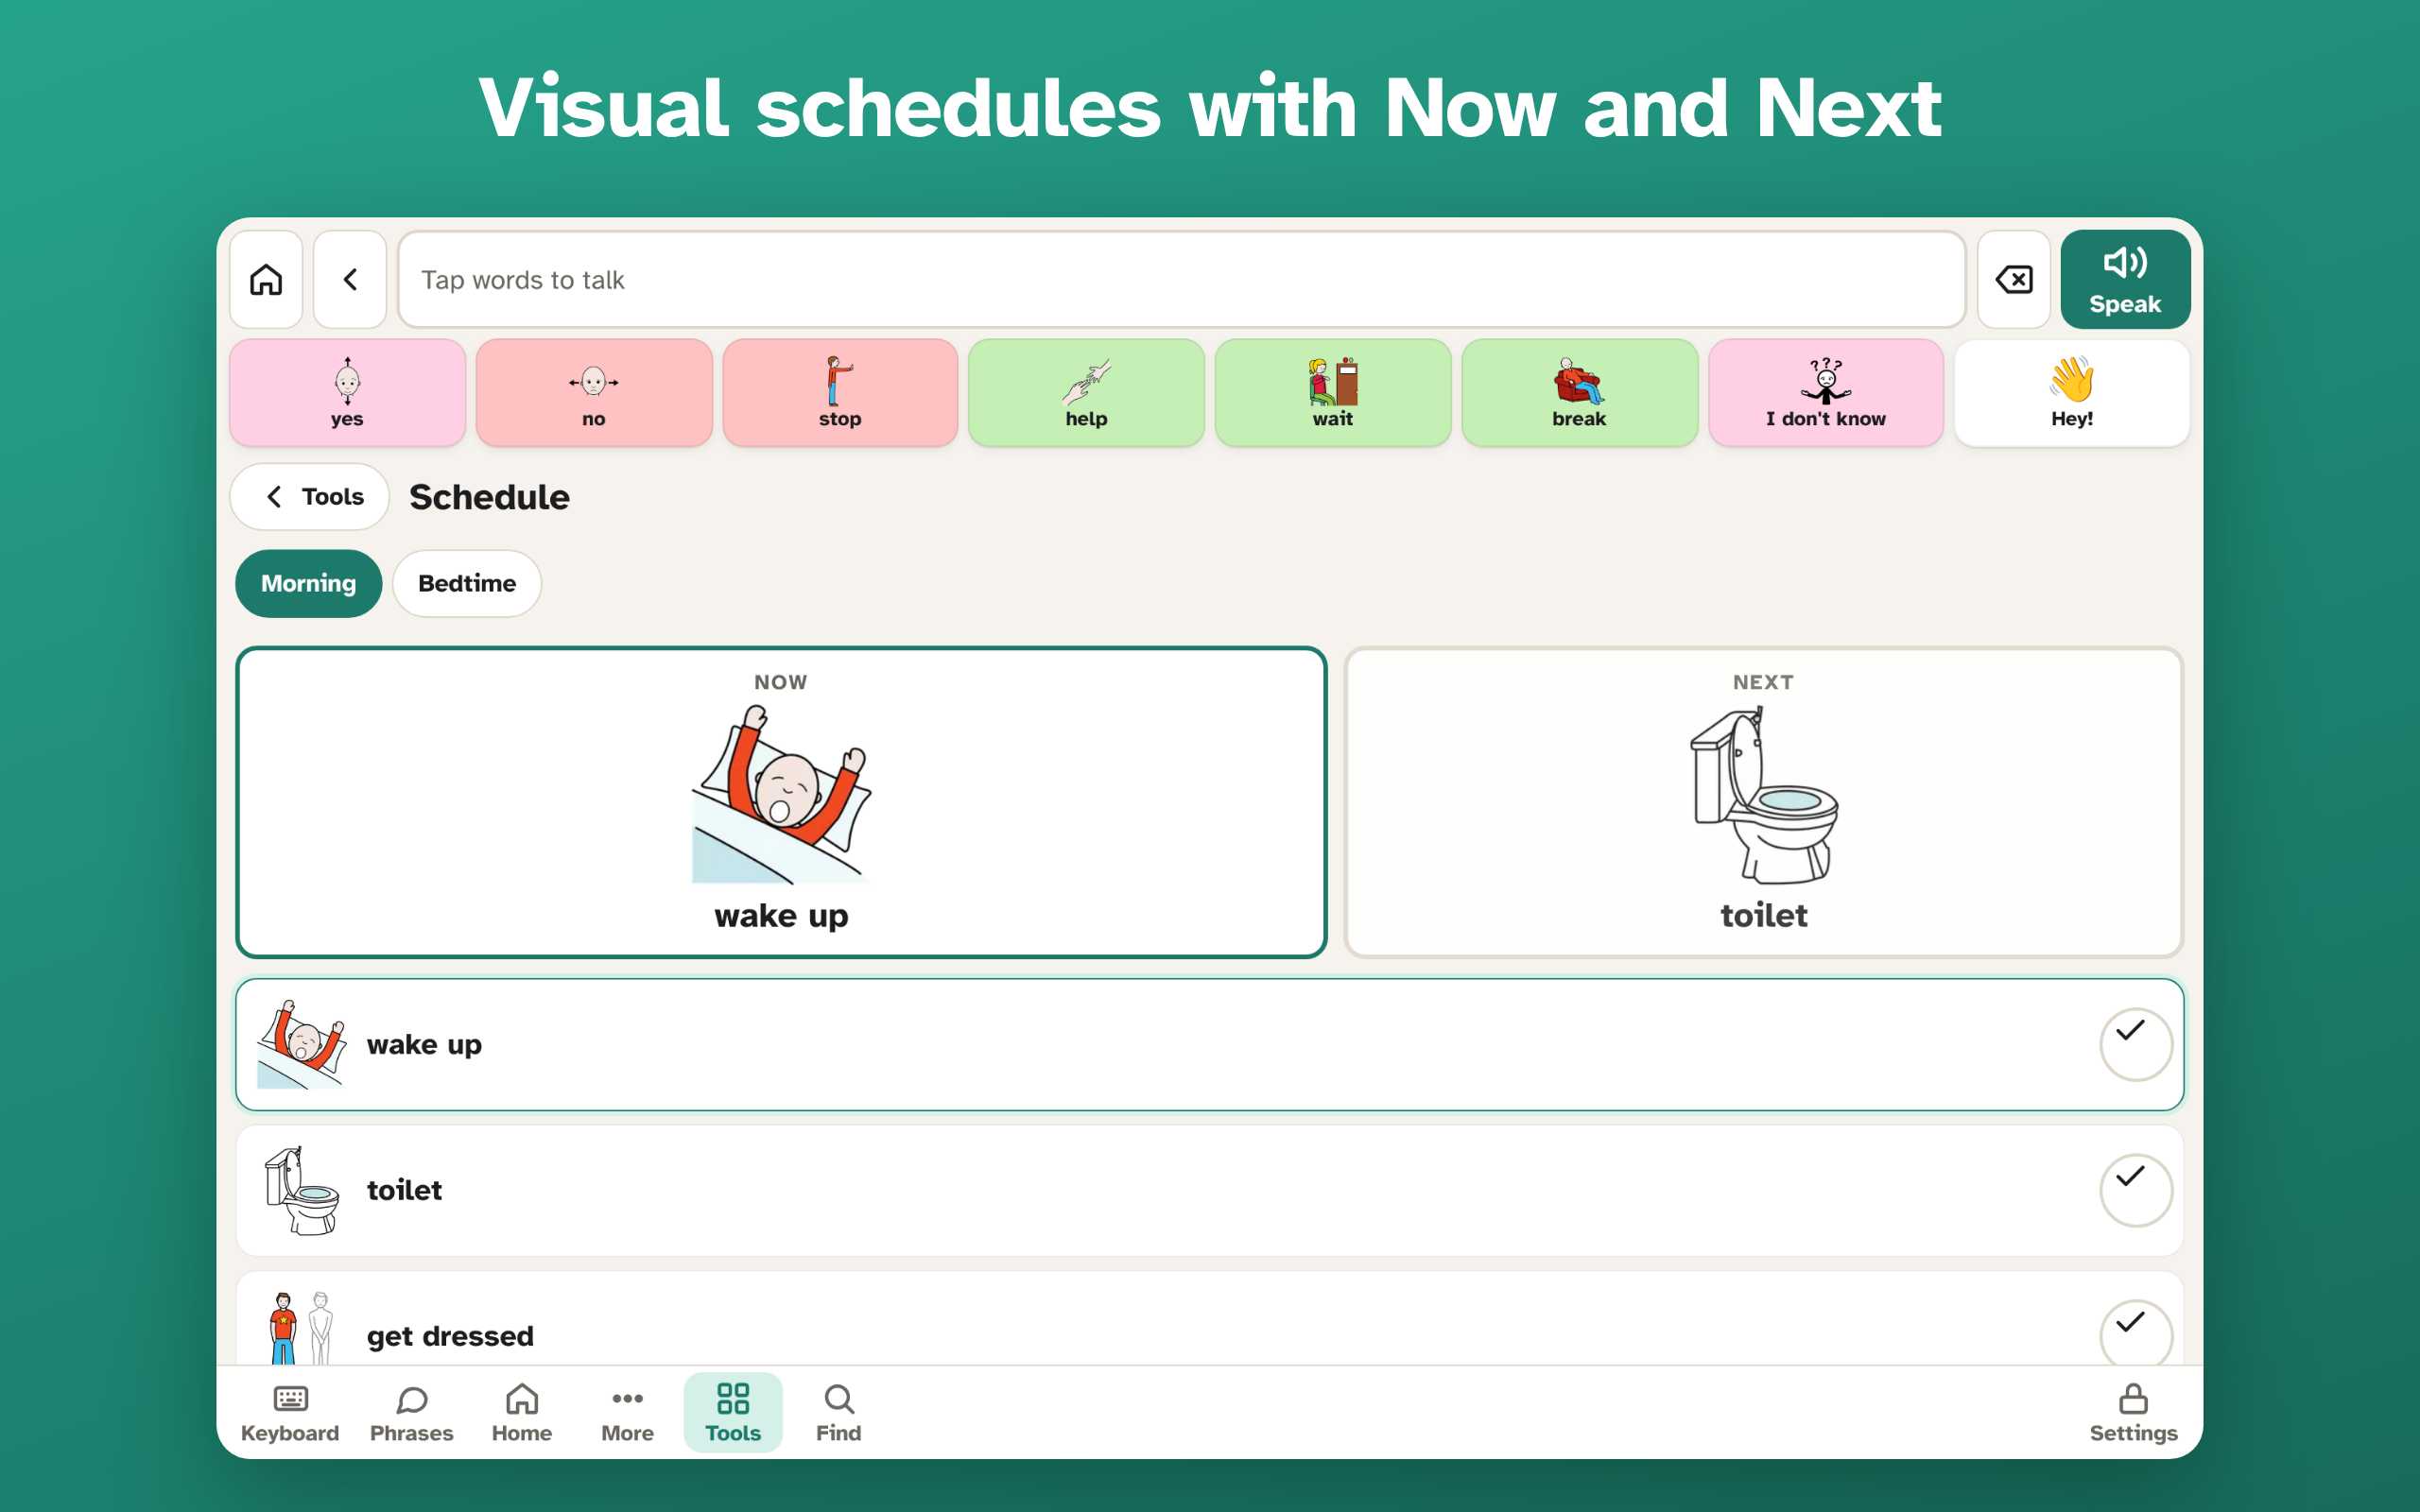 Visual schedules with Now and Next
Tap words to talk
Speak
yes
no
stop
help
wait
break
???
I don't know
Hey!
Tools
Schedule
Morning
Bedtime
NOW
wake up
NEXT
toilet
wake up
toilet
get dressed
Keyboard
Phrases
Home
More
Tools
Find
Settings